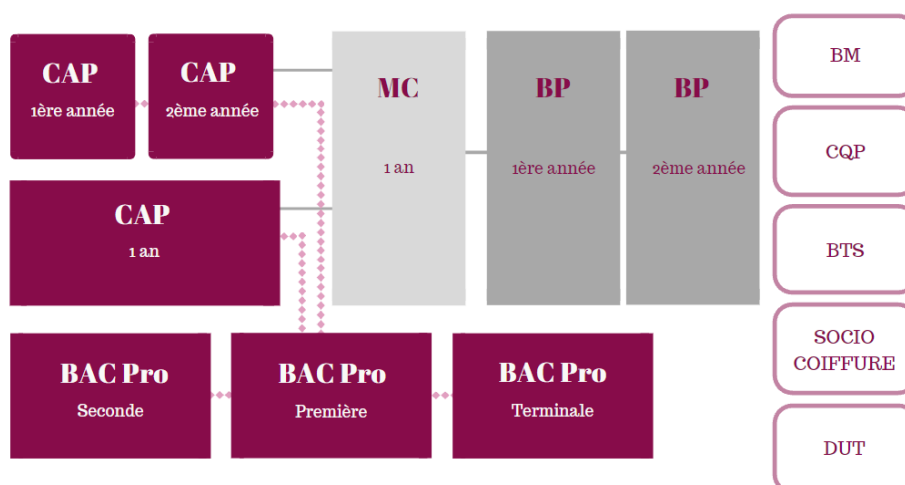 CAP
1ère année
CAP
2ème année
MC
1 an
BP
1ère année
BP
2ème année
CAP
1 an
BAC Pro
Seconde
BAC Pro
Première
BAC Pro
Terminale
BM
CQP
BTS
SOCIO
COIFFURE
DUT